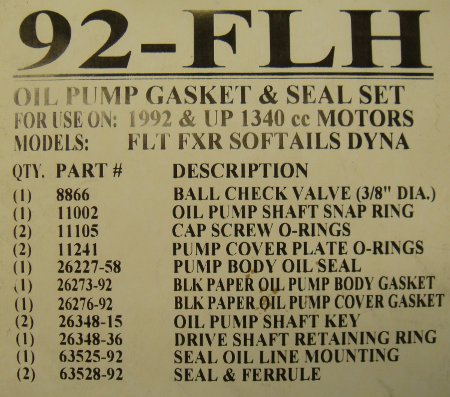 92-FLH
OIL PUMP GASKET & SEAL SET
FOR USE ON: 1992 & UP 1340 cc MOTORS
MODELS: FLT FXR SOFTAILS DYNA
QTY. PART # DESCRIPTION
(1) 8866 BALL CHECK VALVE (3/8" DIA.)
(1) 11002 OIL PUMP SHAFT SNAP RING
(2) 11105 CAP SCREW O-RINGS
(2) 11241 PUMP COVER PLATE O-RINGS
(1) 26227-58 PUMP BODY OIL SEAL
(1) 26273-92 BLK PAPER OIL PUMP BODY GASKET
(1) 26276-92 BLK PAPER OIL PUMP COVER GASKET
(2) 26348-15 OIL PUMP SHAFT KEY
(1) 26348-36 DRIVE SHAFT RETAINING RING
(1) 63525-92 SEAL OIL LINE MOUNTING
(2) 63528-92 SEAL & FERRULE